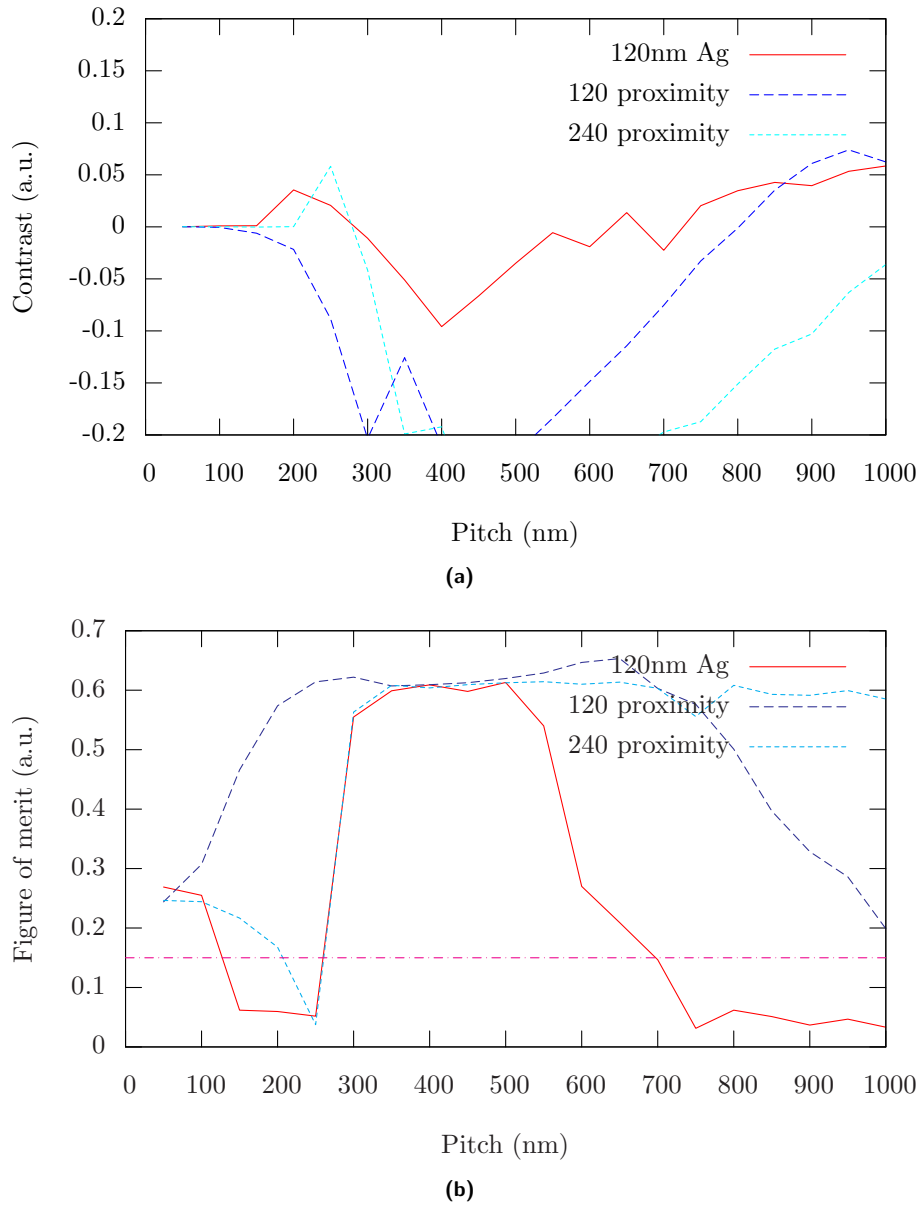 0.2
0.15
0.1
0.05
0
-0.05
-0.1
-0.15
-0.2
Contrast (a.u.)
120nm Ag
120 proximity
240 proximity
0 100 200 300 400 500 600 700 800 900 1000
Pitch (nm)
(a)
0.7
0.6
0.5
0.4
0.3
0.2
0.1
0
Figure of merit (a.u.)
120nm Ag
120 proximity
240 proximity
0 100 200 300 400 500 600 700 800 900 1000
Pitch (nm)
(b)